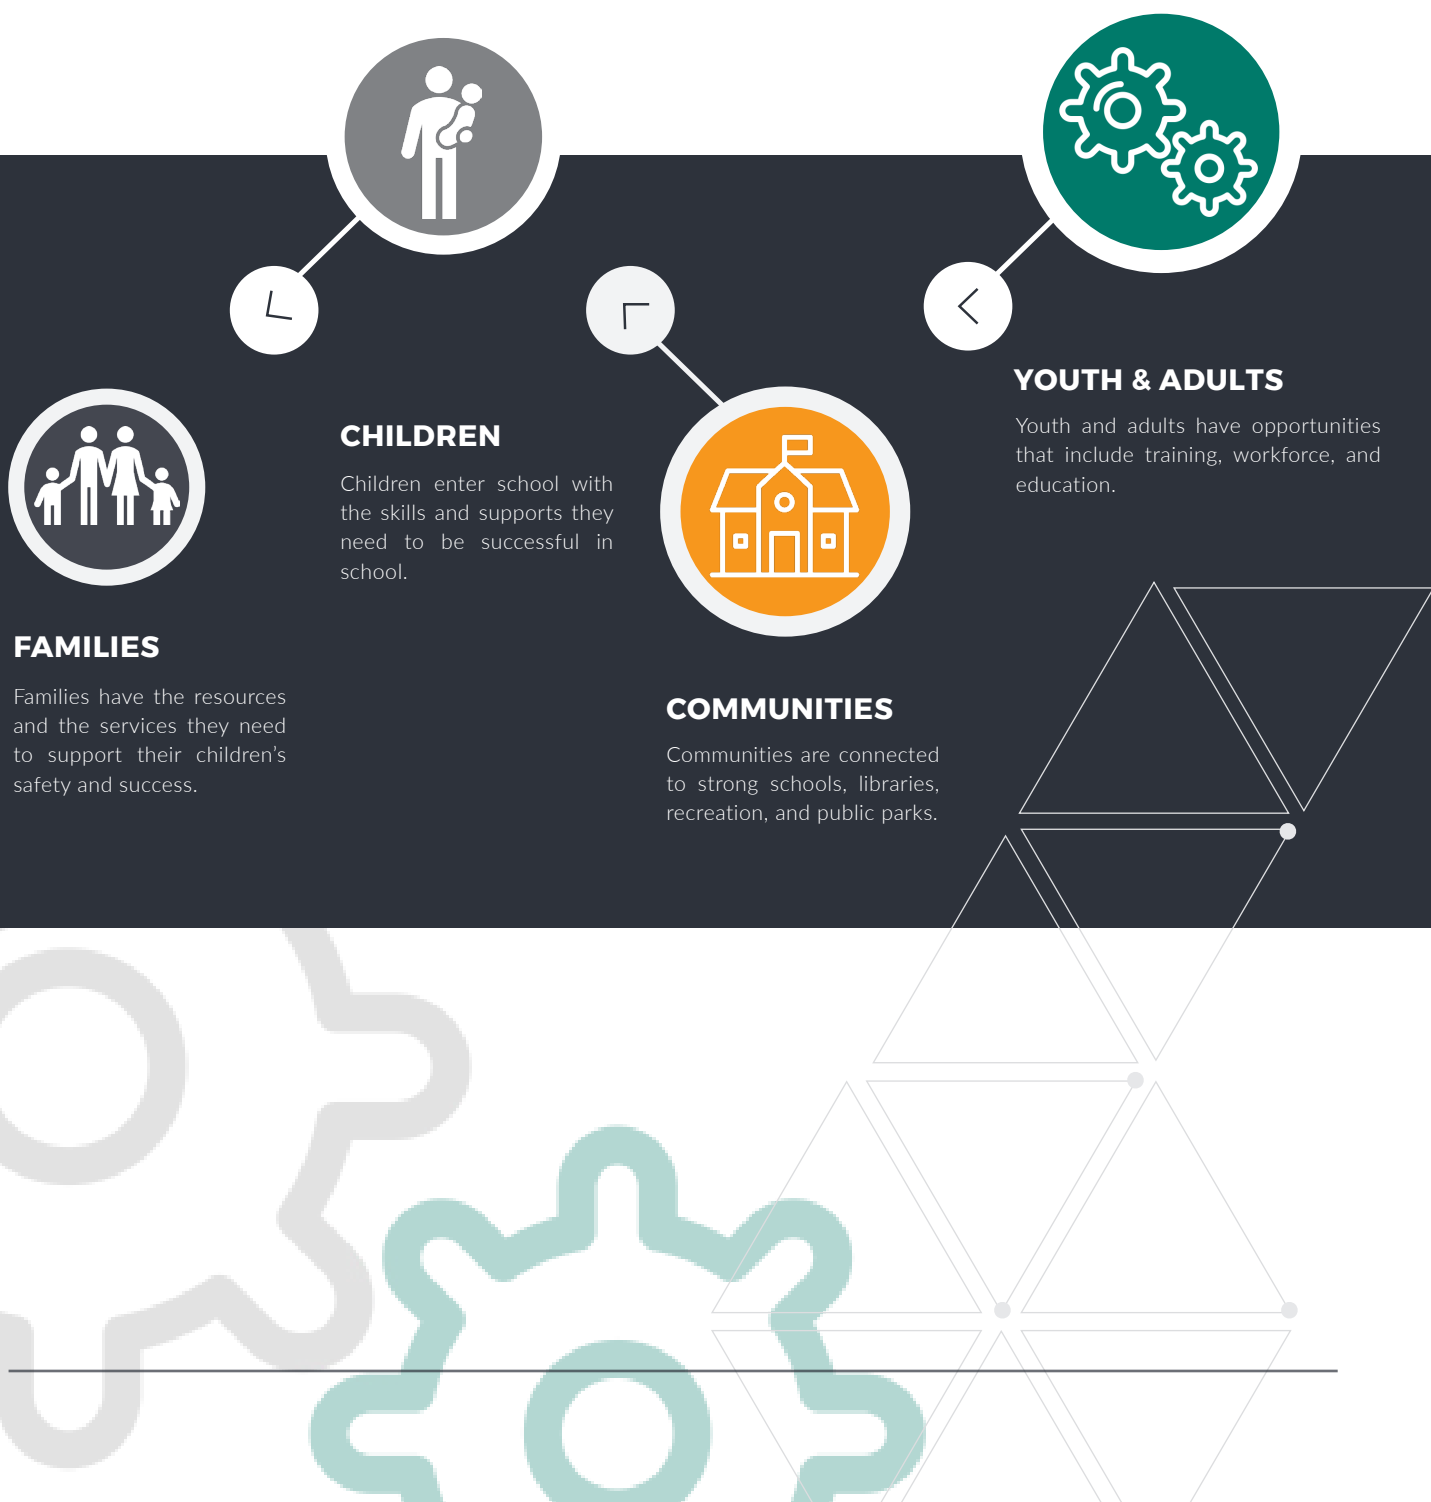 FAMILIES
Families have the resources
and the services they need
to support their children’s
safety and success.
CHILDREN
Children enter school with
the skills and supports they
need to be successful in
school.
COMMUNITIES
Communities are connected
to strong schools, libraries,
recreation, and public parks.
YOUTH & ADULTS
Youth and adults have opportunities
that include training, workforce, and
education.